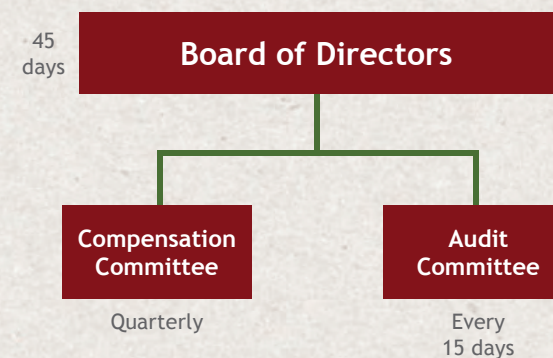 45
days
Board of Directors
Compensation
Committee
Audit
Committee
Quarterly
Every
15 days